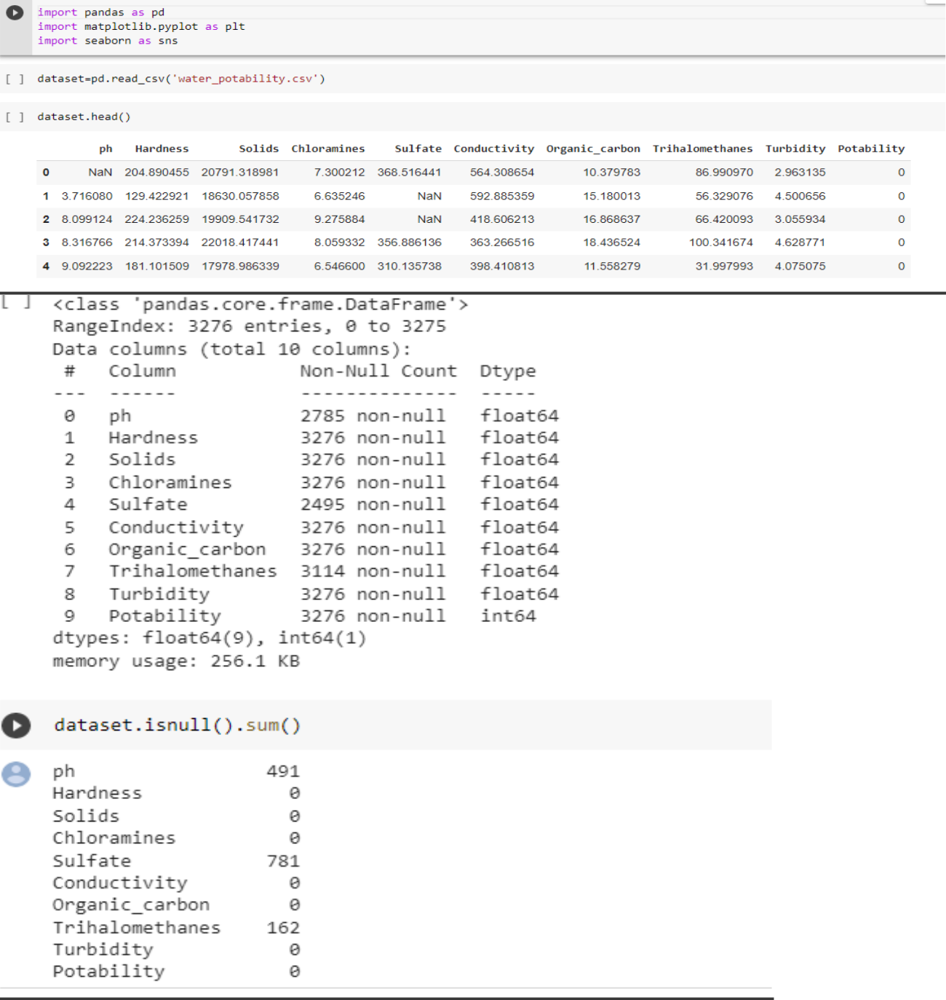 import pandas as pd
import matplotlib.pyplot as plt
import seaborn as sns
[ ] dataset=pd.read_csv('water_potability.csv')
[ ] dataset.head()
ph Hardness Solids Chloramines Sulfate Conductivity Organic_carbon Trihalomethanes Turbidity Potability
0 NaN 204.890455 20791.318981 7.300212 368.516441 564.308654 10.379783 86.990970 2.963135 0
1 3.716080 129.422921 18630.057858 6.635246 NaN 592.885359 15.180013 56.329076 4.500656 0
2 8.099124 224.236259 19909.541732 9.275884 NaN 418.606213 16.868637 66.420093 3.055934 0
3 8.316766 214.373394 22018.417441 8.059332 356.886136 363.266516 18.436524 100.341674 4.628771 0
4 9.092223 181.101509 17978.986339 6.546600 310.135738 398.410813 11.558279 31.997993 4.075075 0
[ ] <class 'pandas.core.frame.DataFrame'>
RangeIndex: 3276 entries, 0 to 3275
Data columns (total 10 columns):
# Column Non-Null Count Dtype
--- ------ -------------- -----
0 ph 2785 non-null float64
1 Hardness 3276 non-null float64
2 Solids 3276 non-null float64
3 Chloramines 3276 non-null float64
4 Sulfate 2495 non-null float64
5 Conductivity 3276 non-null float64
6 Organic_carbon 3276 non-null float64
7 Trihalomethanes 3114 non-null float64
8 Turbidity 3276 non-null float64
9 Potability 3276 non-null int64
dtypes: float64(9), int64(1)
memory usage: 256.1 KB
dataset.isnull().sum()
ph 491
Hardness 0
Solids 0
Chloramines 0
Sulfate 781
Conductivity 0
Organic_carbon 0
Trihalomethanes 162
Turbidity 0
Potability 0